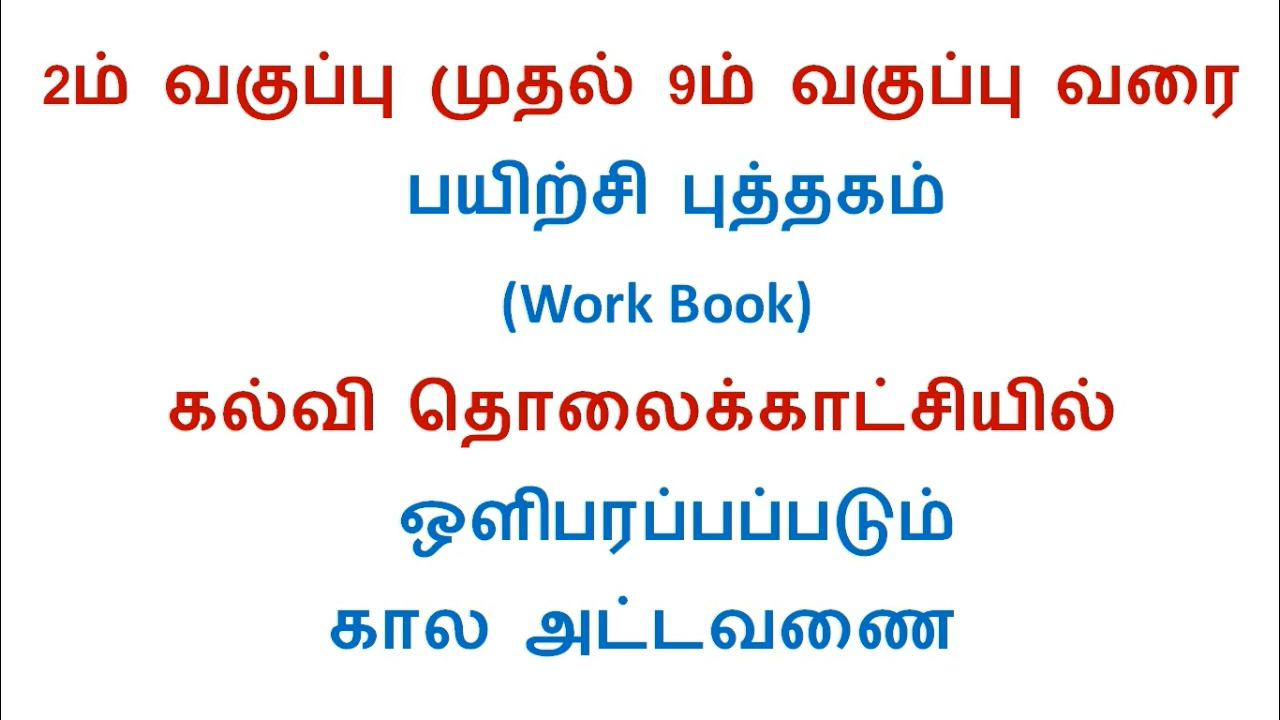 2ம் வகுப்பு முதல் 9ம் வகுப்பு வரை
பயிற்சி புத்தகம்
(Work Book)
கல்வி தொலைக்காட்சியில்
ஒளிபரப்பப்படும்
கால அட்டவணை